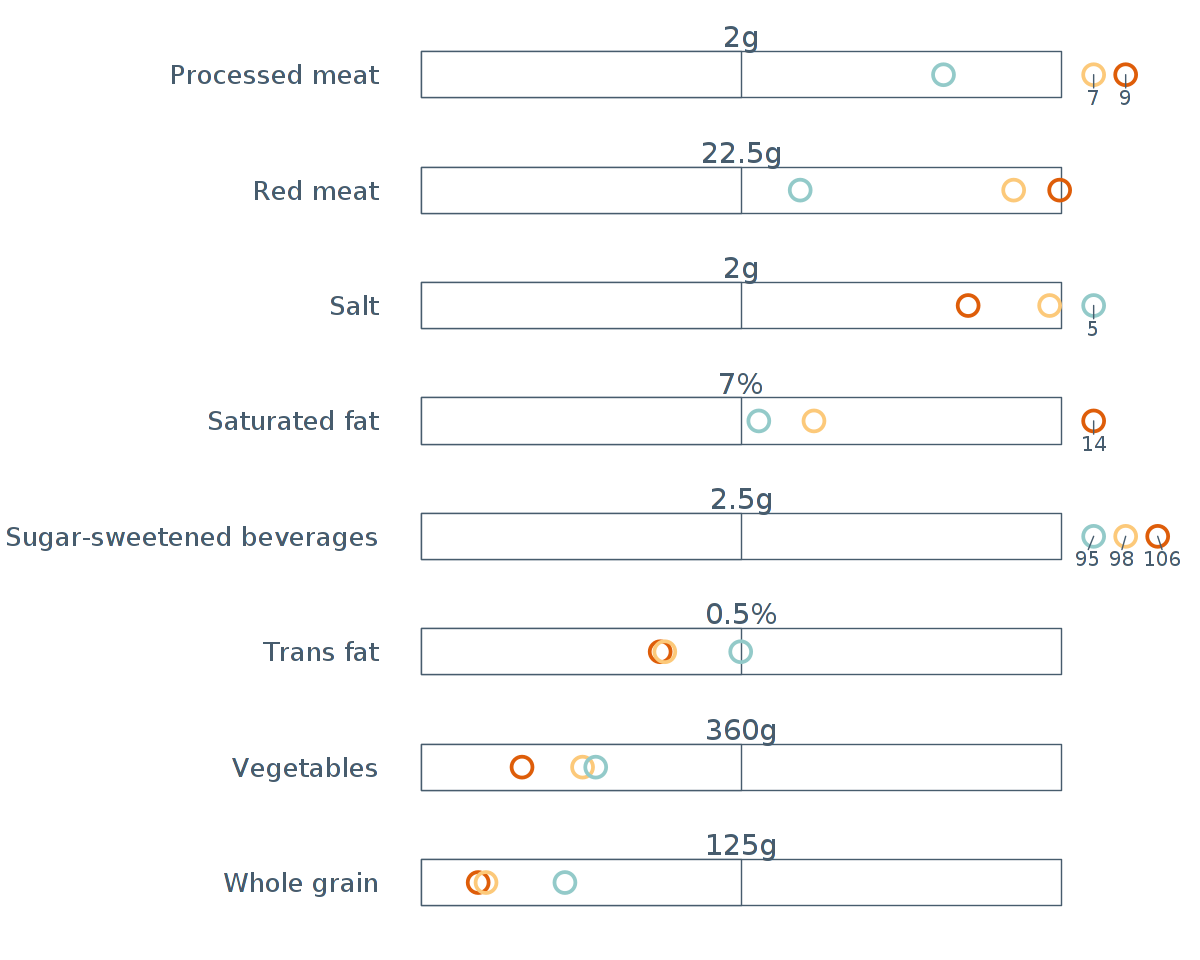 2g
Processed meat
7 9
22.5g
Red meat
2g
Salt
5
7%
Saturated fat
14
2.5g
Sugar-sweetened beverages
95 98 106
0.5%
Trans fat
360g
Vegetables
125g
Whole grain